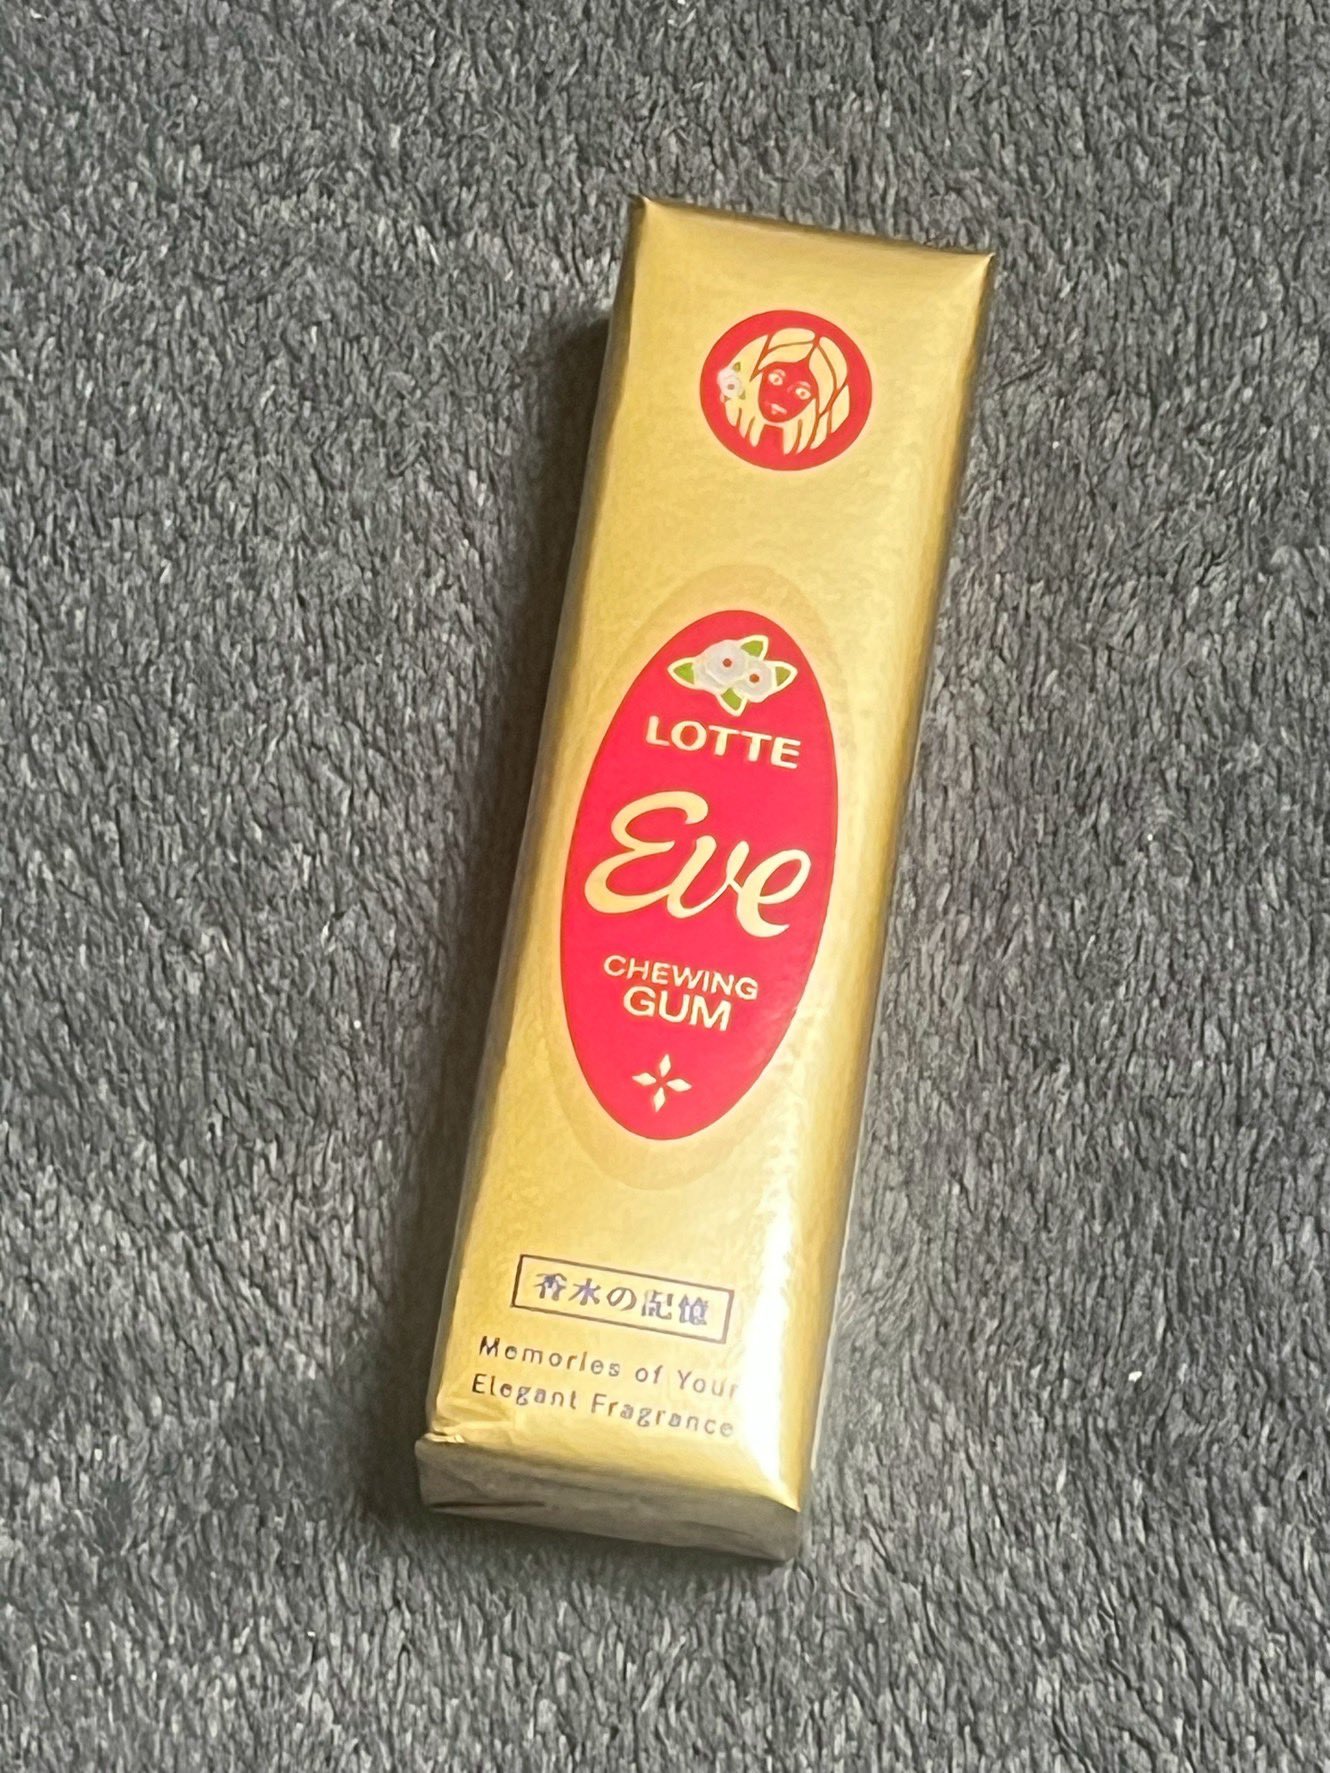 LOTTE
Eve
CHEWING
GUM
香水の記憶
Memories of Your
Elegant Fragrance